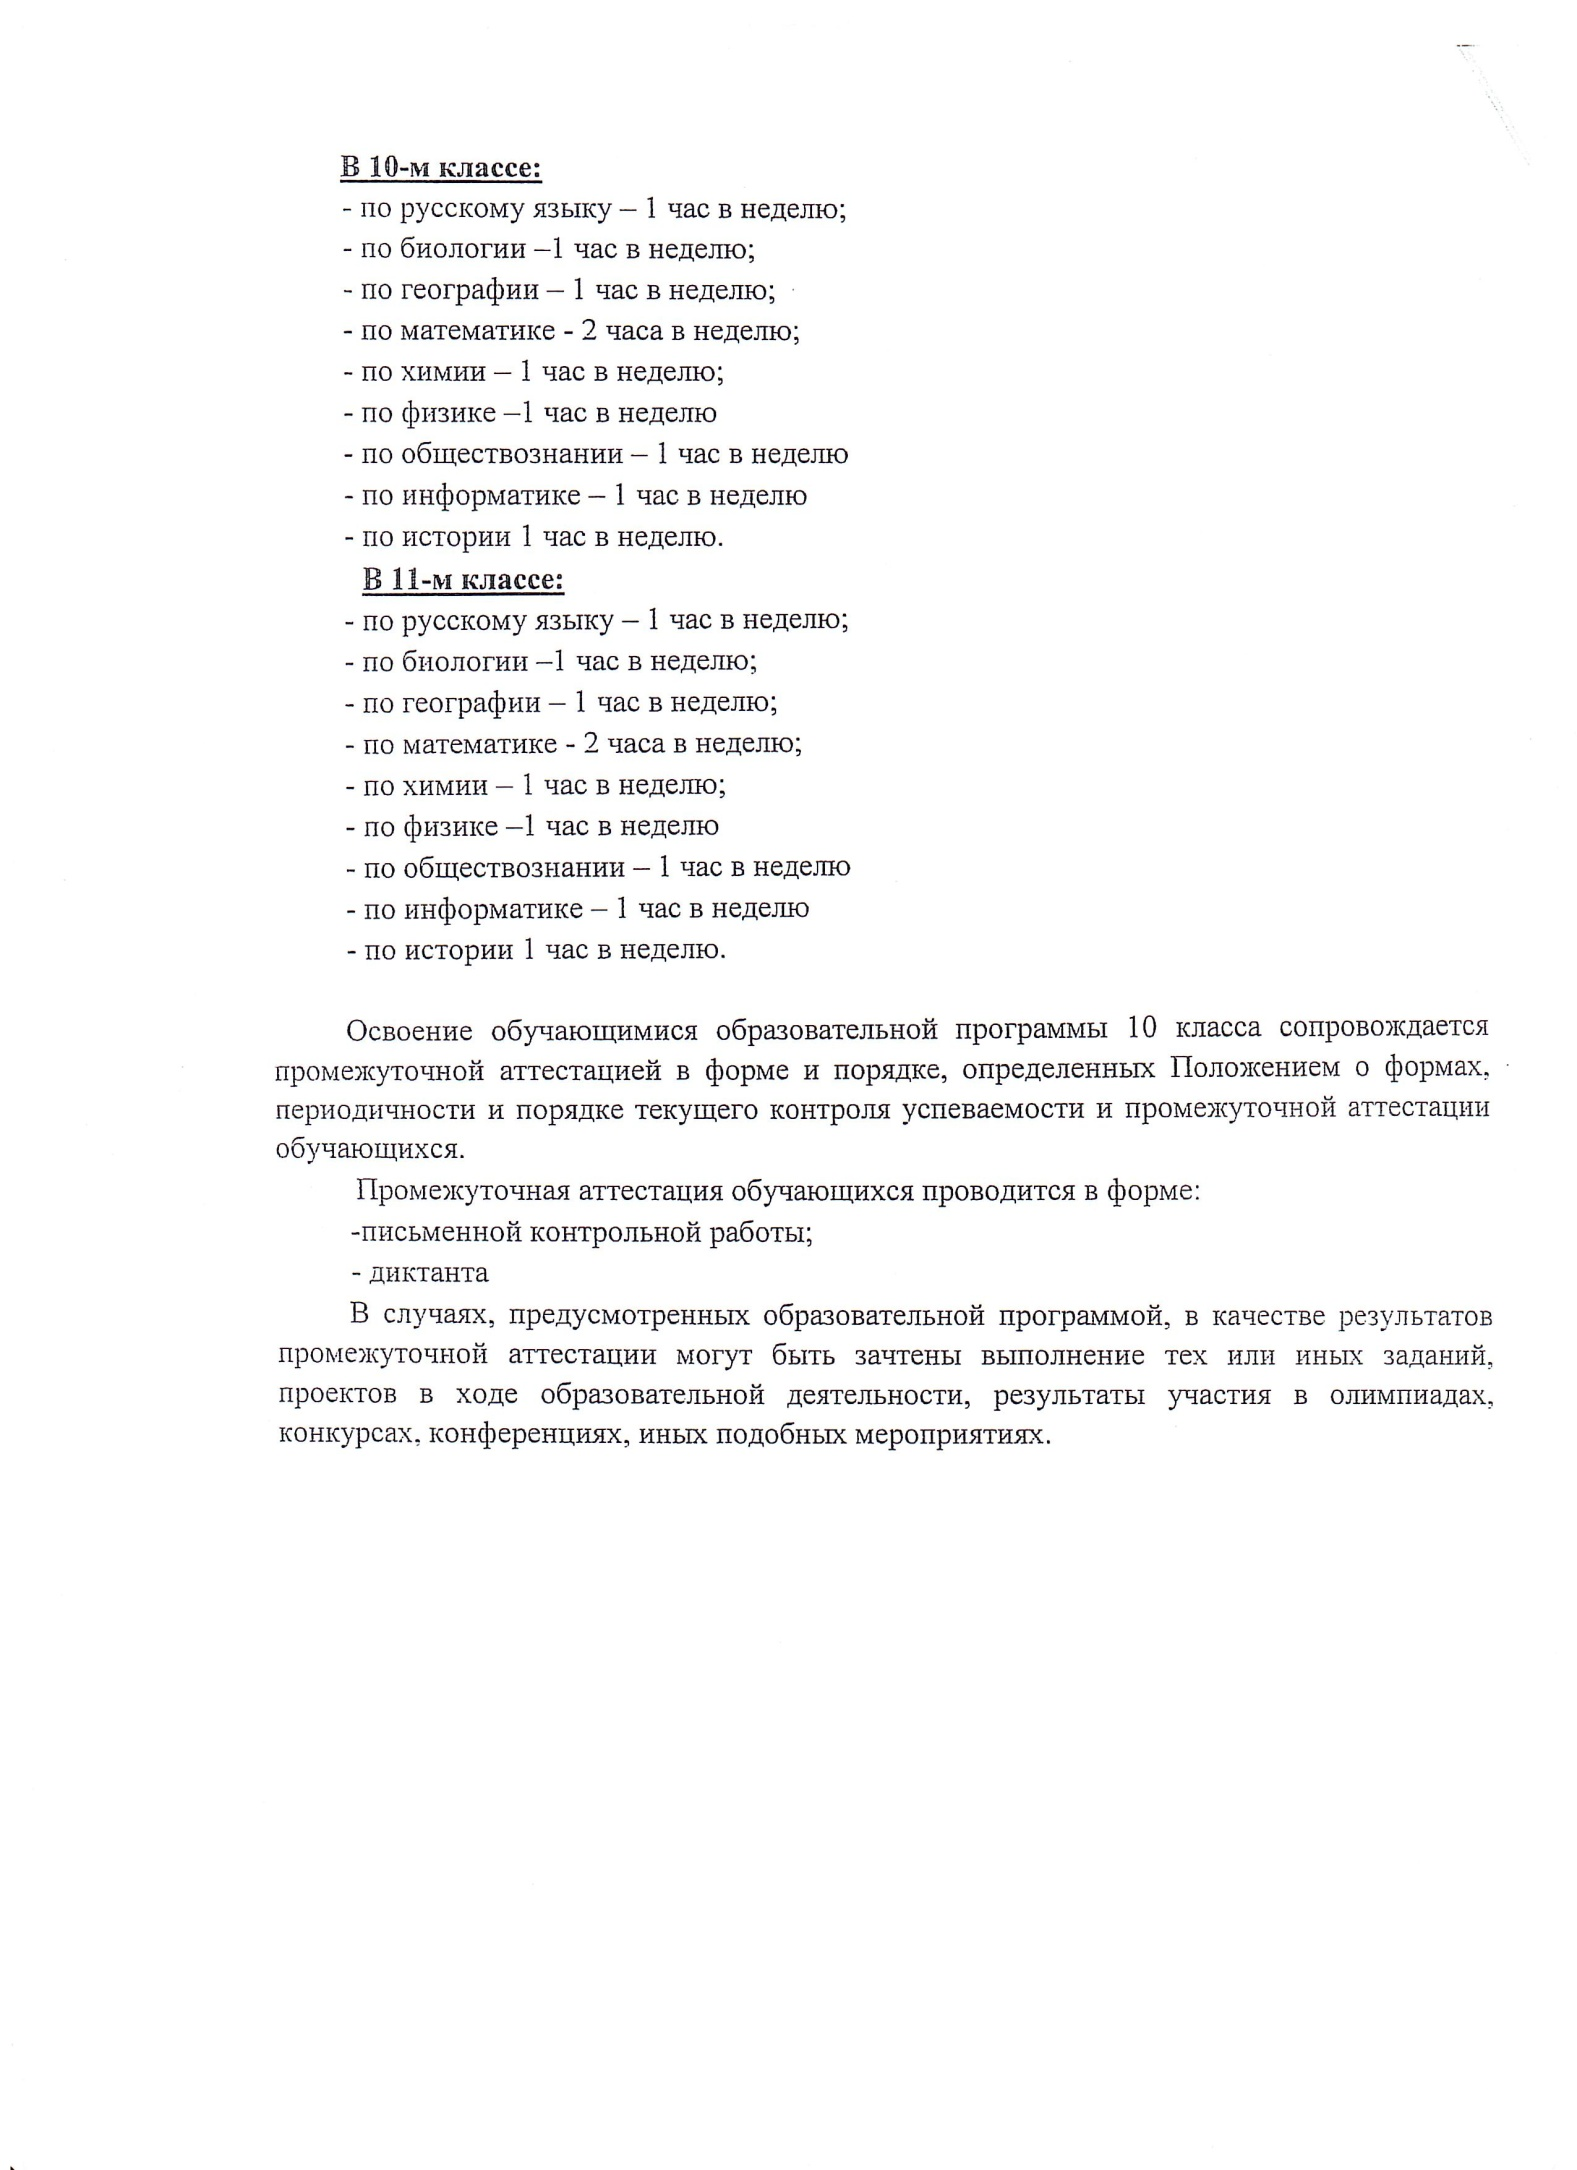 В 10-м классе:
- по русскому языку – 1 час в неделю;
- по биологии –1 час в неделю;
- по географии – 1 час в неделю;
- по математике - 2 часа в неделю;
- по химии – 1 час в неделю;
- по физике –1 час в неделю
- по обществознании – 1 час в неделю
- по информатике – 1 час в неделю
- по истории 1 час в неделю.
В 11-м классе:
- по русскому языку – 1 час в неделю;
- по биологии –1 час в неделю;
- по географии – 1 час в неделю;
- по математике - 2 часа в неделю;
- по химии – 1 час в неделю;
- по физике –1 час в неделю
- по обществознании – 1 час в неделю
- по информатике – 1 час в неделю
- по истории 1 час в неделю.
Освоение обучающимися образовательной программы 10 класса сопровождается
промежуточной аттестацией в форме и порядке, определенных Положением о формах,
периодичности и порядке текущего контроля успеваемости и промежуточной аттестации
обучающихся.
Промежуточная аттестация обучающихся проводится в форме:
-письменной контрольной работы;
- диктанта
В случаях, предусмотренных образовательной программой, в качестве результатов
промежуточной аттестации могут быть зачтены выполнение тех или иных заданий,
проектов в ходе образовательной деятельности, результаты участия в олимпиадах,
конкурсах, конференциях, иных подобных мероприятиях.